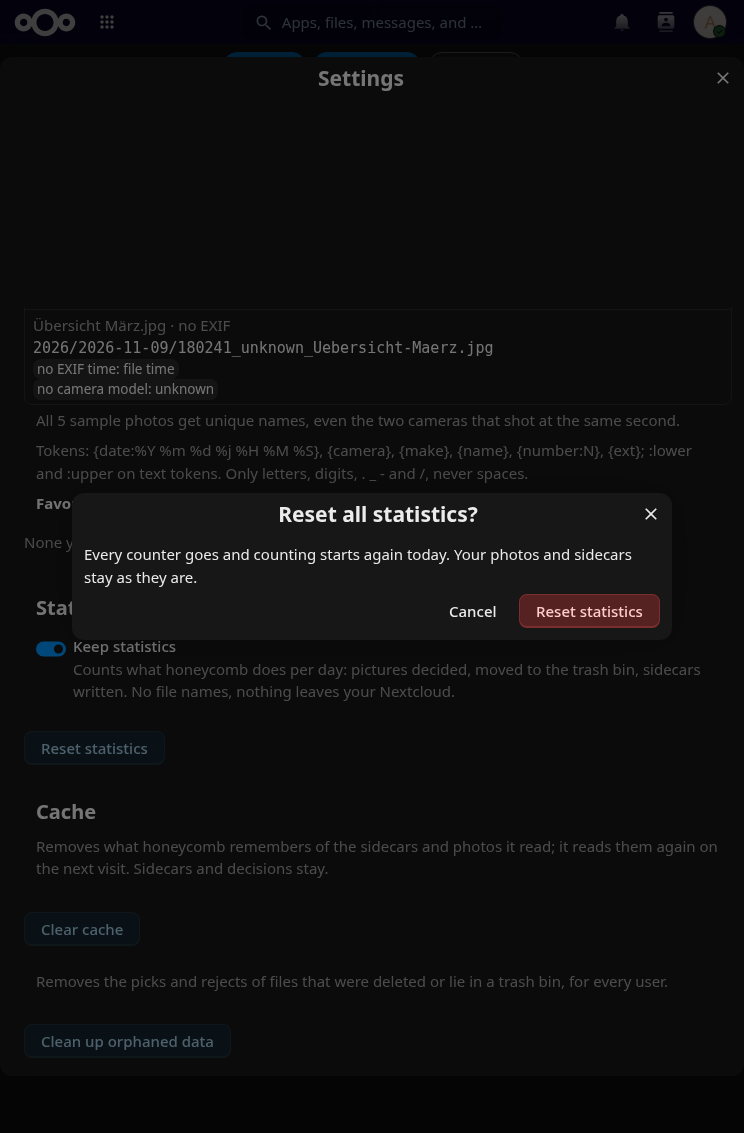 Apps, files, messages, and ...
A
Settings
Übersicht März.jpg · no EXIF
2026/2026-11-09/180241_unknown_Uebersicht-Maerz.jpg
no EXIF time: file time
no camera model: unknown
All 5 sample photos get unique names, even the two cameras that shot at the same second.
Tokens: {date:%Y %m %d %j %H %M %S}, {camera}, {make}, {name}, {number:N}, {ext}; :lower
and :upper on text tokens. Only letters, digits, . _ - and /, never spaces.
Favo
None y
Reset all statistics?
Every counter goes and counting starts again today. Your photos and sidecars
stay as they are.
Cancel
Reset statistics
Stat
Keep statistics
Counts what honeycomb does per day: pictures decided, moved to the trash bin, sidecars
written. No file names, nothing leaves your Nextcloud.
Reset statistics
Cache
Removes what honeycomb remembers of the sidecars and photos it read; it reads them again on
the next visit. Sidecars and decisions stay.
Clear cache
Removes the picks and rejects of files that were deleted or lie in a trash bin, for every user.
Clean up orphaned data